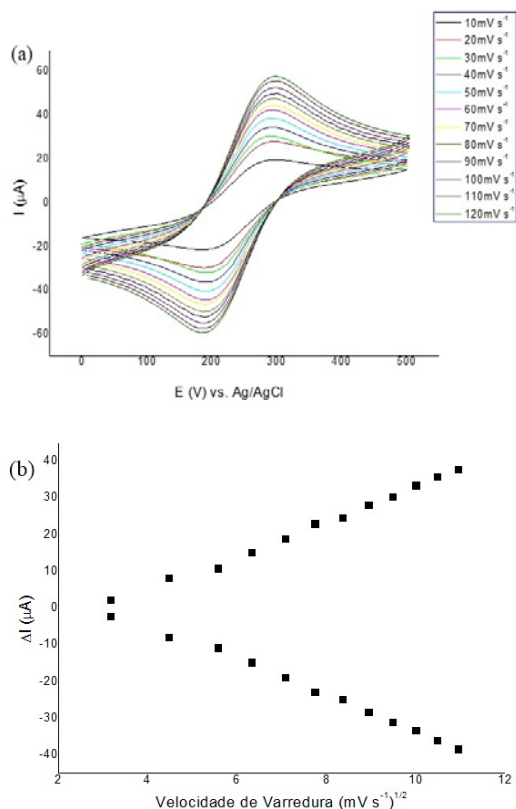 (a)
10mV s⁻¹
20mV s⁻¹
30mV s⁻¹
40mV s⁻¹
50mV s⁻¹
60mV s⁻¹
70mV s⁻¹
80mV s⁻¹
90mV s⁻¹
100mV s⁻¹
110mV s⁻¹
120mV s⁻¹
I (µA)
60
40
20
0
-20
-40
-60
0 100 200 300 400 500
E (V) vs. Ag/AgCl
(b)
ΔI (µA)
40
30
20
10
0
-10
-20
-30
-40
2 4 6 8 10 12
Velocidade de Varredura (mV s⁻¹)¹/²